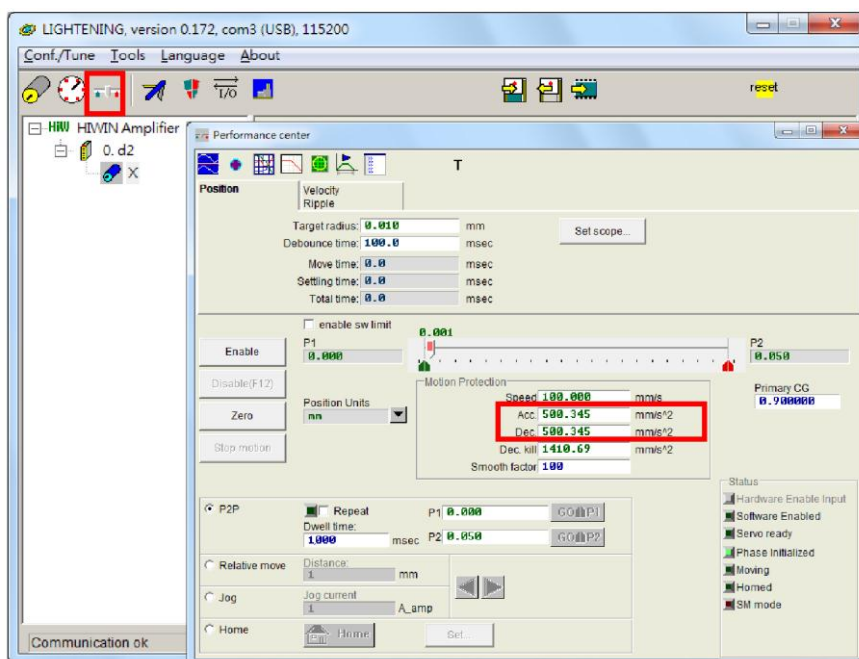 LIGHTENING, version 0.172, com3 (USB), 115200
Conf./Tune Tools Language About
I/O
reset
HIWIN Amplifier
0. d2
X
Performance center
T
Position
Velocity
Ripple
Target radius: 0.010 mm
Set scope...
Debounce time: 100.0 msec
Move time: 0.0 msec
Settling time: 0.0 msec
Total time: 0.0 msec
enable sw limit
0.001
Enable
P1
0.000
P2
0.050
Disable(F12)
Motion Protection
Speed 100.000 mm/s
Primary CG
0.900000
Position Units
mm
Acc. 500.345 mm/s^2
Zero
Dec. 500.345 mm/s^2
Dec. kill 1410.69 mm/s^2
Stop motion
Smooth factor 100
Status
Hardware Enable Input
Software Enabled
Servo ready
Phase Initialized
Moving
Homed
SM mode
P2P
Repeat
P1 0.000
GO P1
Dwell time:
1,000 msec
P2 0.050
GO P2
Relative move
Distance:
1 mm
Jog
Jog current
1 A_amp
Home
Home
Set...
Communication ok